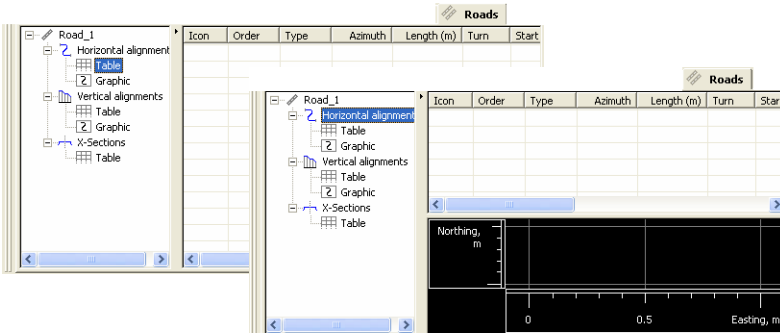 Roads
Road_1
Horizontal alignment
Table
Graphic
Vertical alignments
Table
Graphic
X-Sections
Table
Icon Order Type Azimuth Length (m) Turn Start
Roads
Road_1
Horizontal alignment
Table
Graphic
Vertical alignments
Table
Graphic
X-Sections
Table
Icon Order Type Azimuth Length (m) Turn Star
Northing,
m
0 0.5 Easting, m